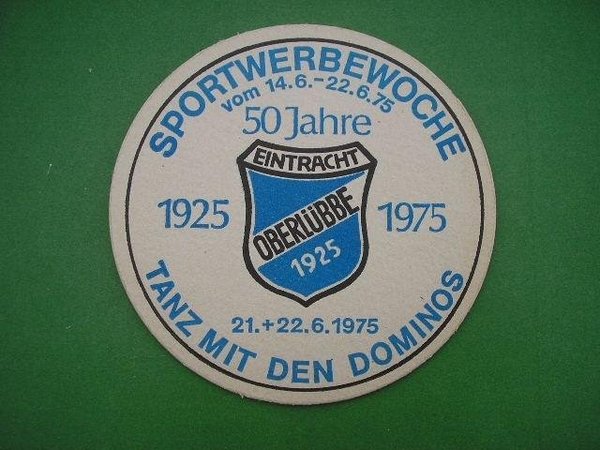 SPORTWERBEWOCHE
vom 14.6.-22.6.75
50 Jahre
EINTRACHT
1925
OBERLÜBBE
1975
1925
21.+22.6.1975
TANZ MIT DEN DOMINOS